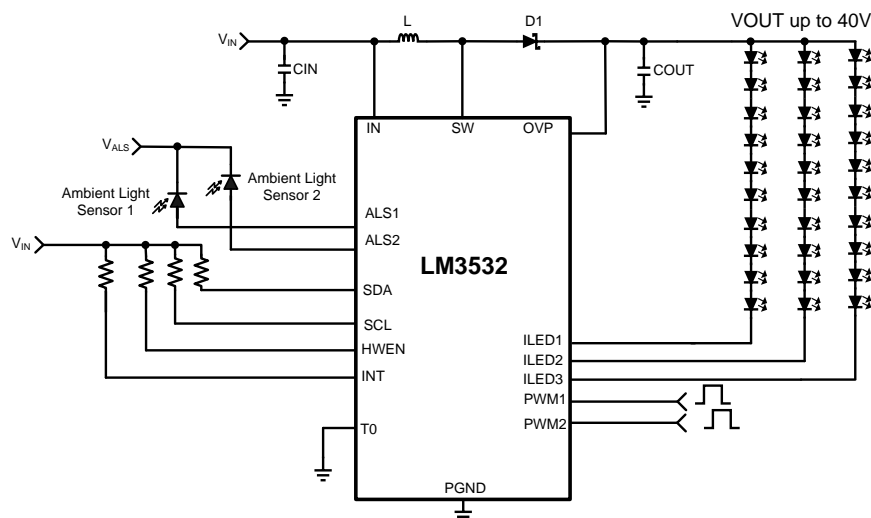 L
D1
VOUT up to 40V
VIN
CIN
COUT
IN
SW
OVP
VALS
Ambient Light
Sensor 1
Ambient Light
Sensor 2
ALS1
ALS2
VIN
LM3532
SDA
SCL
HWEN
INT
ILED1
ILED2
ILED3
PWM1
PWM2
T0
PGND